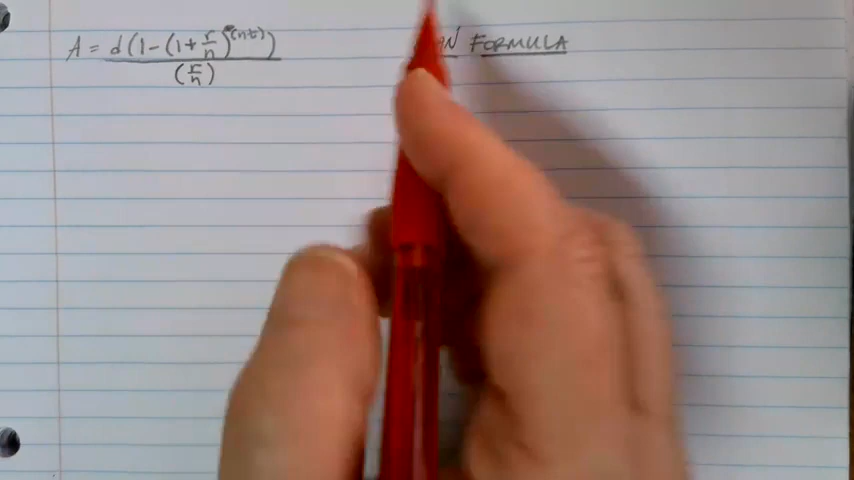 A = d(1-(1+r/n)^-(nt)) / (r/n)
FORMULA